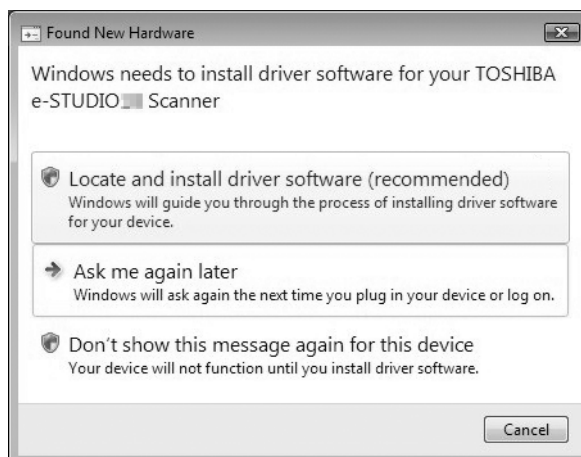 Found New Hardware
Windows needs to install driver software for your TOSHIBA
e-STUDIO Scanner
Locate and install driver software (recommended)
Windows will guide you through the process of installing driver software
for your device.
Ask me again later
Windows will ask again the next time you plug in your device or log on.
Don't show this message again for this device
Your device will not function until you install driver software.
Cancel